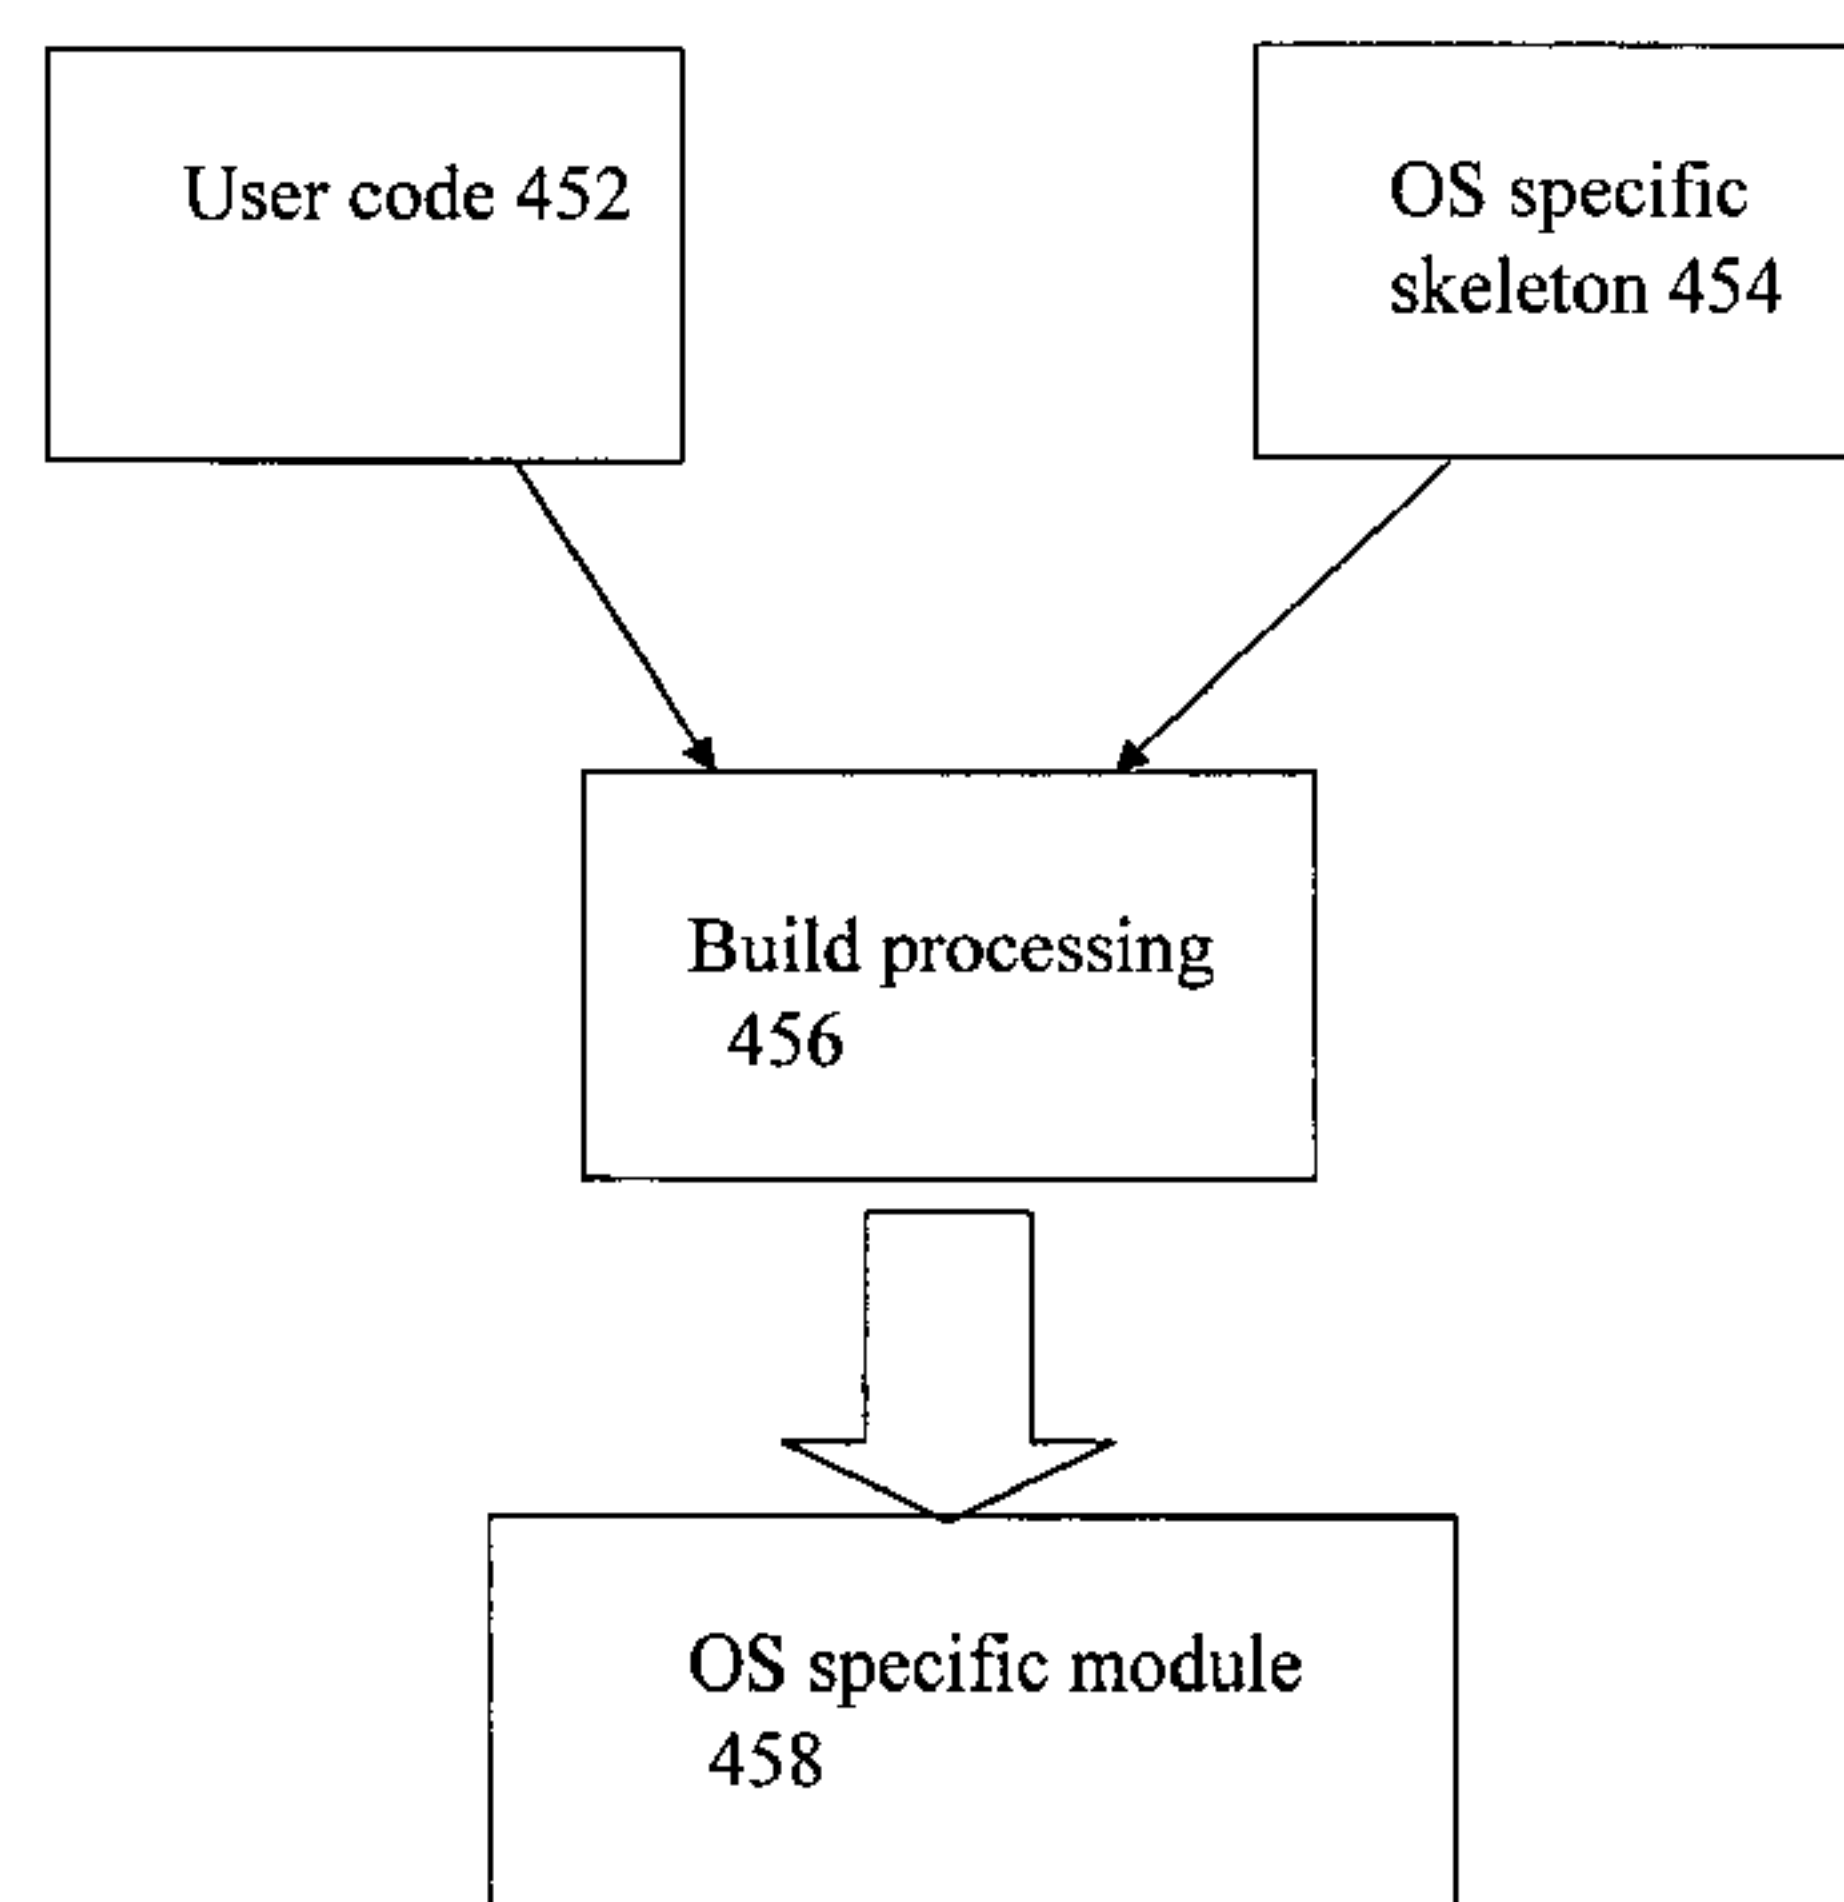 User code 452
OS specific
skeleton 454
Build processing
456
OS specific module
458